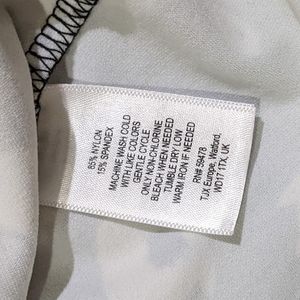 85% NYLON
15% SPANDEX
MACHINE WASH COLD
WITH LIKE COLORS
GENTLE CYCLE
ONLY NON-CHLORINE
BLEACH WHEN NEEDED
TUMBLE DRY LOW
WARM IRON IF NEEDED
RN# 59478
TJX Europe, Watford,
WD17 1TX, UK